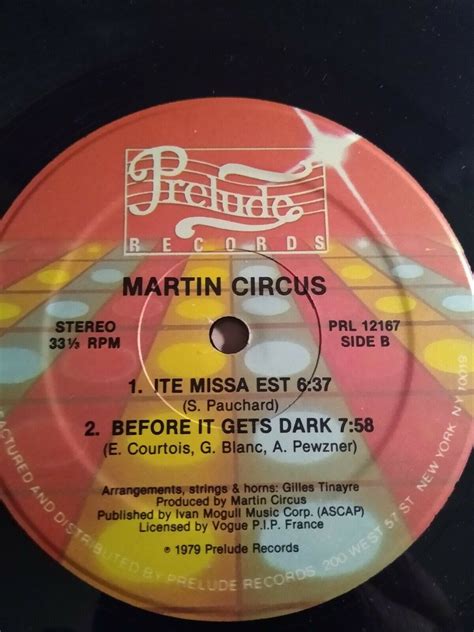 Prelude
RECORDS
MARTIN CIRCUS
STEREO
33⅓ RPM
PRL 12167
SIDE B
1. ITE MISSA EST 6:37
(S. Pauchard)
2. BEFORE IT GETS DARK 7:58
(E. Courtois, G. Blanc, A. Pewzner)
Arrangements, strings & horns: Gilles Tinayre
Produced by Martin Circus
Published by Ivan Mogull Music Corp. (ASCAP)
Licensed by Vogue P.I.P. France
℗ 1979 Prelude Records
FACTURED AND DISTRIBUTED BY PRELUDE RECORDS 200 WEST 57 ST NEW YORK, NY 10019